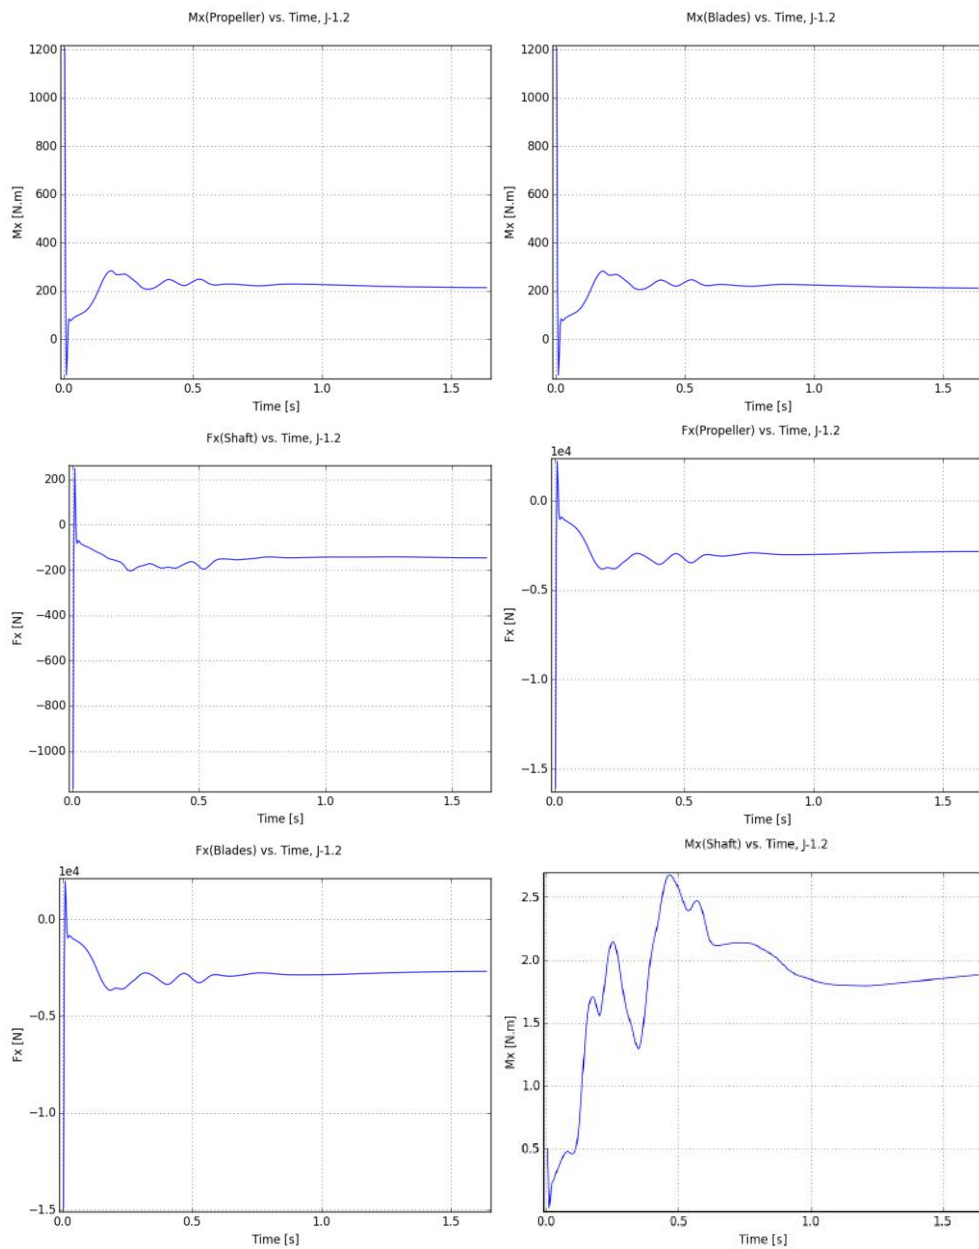 Mx(Propeller) vs. Time, J-1.2
1200
1000
800
600
400
200
0
Mx [N.m]
0.0 0.5 1.0 1.5
Time [s]
Mx(Blades) vs. Time, J-1.2
1200
1000
800
600
400
200
0
Mx [N.m]
0.0 0.5 1.0 1.5
Time [s]
Fx(Shaft) vs. Time, J-1.2
200
0
−200
−400
−600
−800
−1000
Fx [N]
0.0 0.5 1.0 1.5
Time [s]
Fx(Propeller) vs. Time, J-1.2
1e4
0.0
−0.5
−1.0
−1.5
Fx [N]
0.0 0.5 1.0 1.5
Time [s]
Fx(Blades) vs. Time, J-1.2
1e4
0.0
−0.5
−1.0
−1.5
Fx [N]
0.0 0.5 1.0 1.5
Time [s]
Mx(Shaft) vs. Time, J-1.2
2.5
2.0
1.5
1.0
0.5
Mx [N.m]
0.0 0.5 1.0 1.5
Time [s]